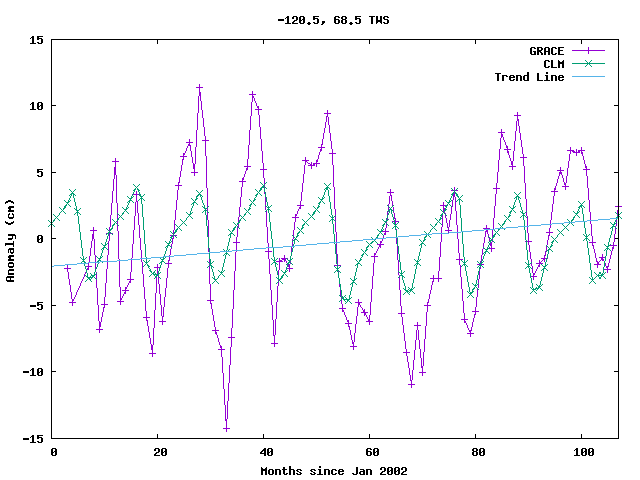 -120.5, 68.5 TWS
GRACE
CLM
Trend Line
15
10
5
0
-5
-10
-15
Anomaly (cm)
0 20 40 60 80 100
Months since Jan 2002